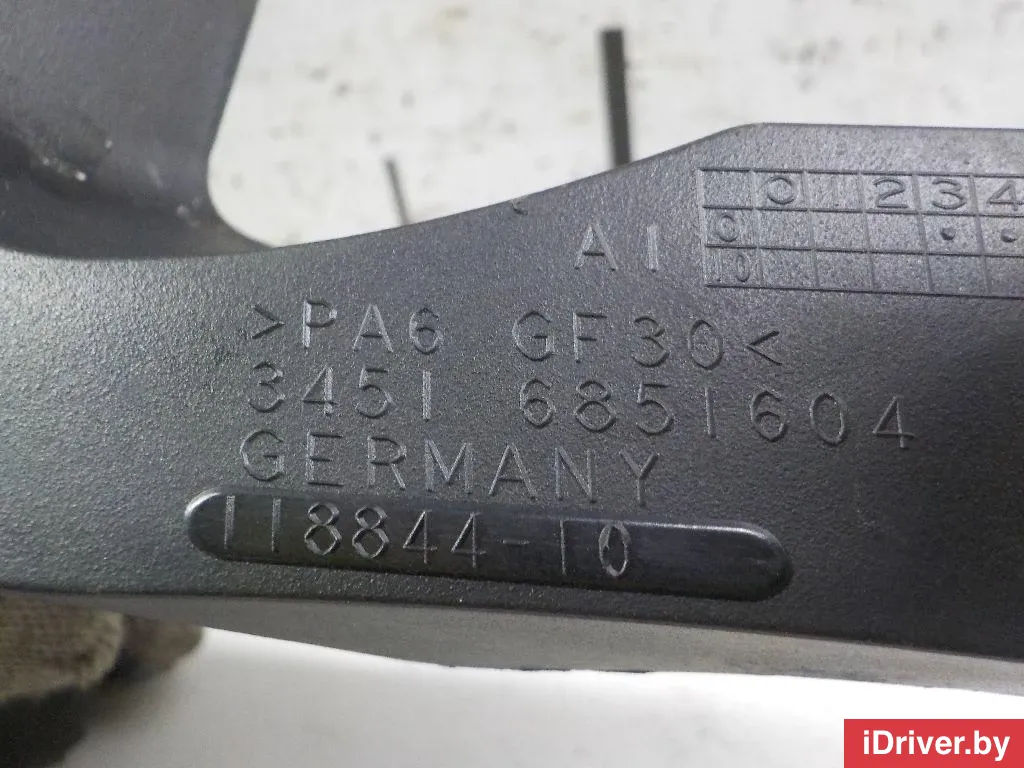 0 1 2 3 4
0
10
A1
>PA6 GF30<
3451 6851604
GERMANY
118844-10
iDriver.by